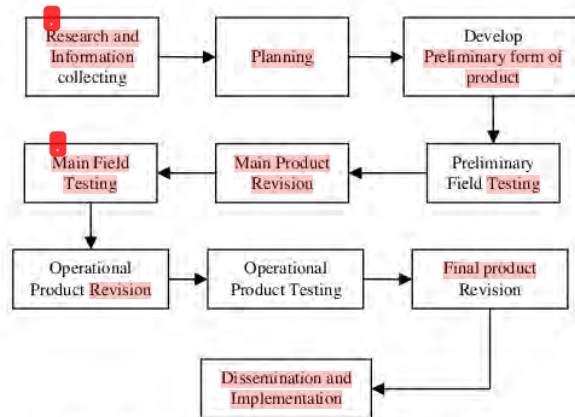 Research and
Information
collecting
Planning
Develop
Preliminary form of
product
Main Field
Testing
Main Product
Revision
Preliminary
Field Testing
Operational
Product Revision
Operational
Product Testing
Final product
Revision
Dissemination and
Implementation